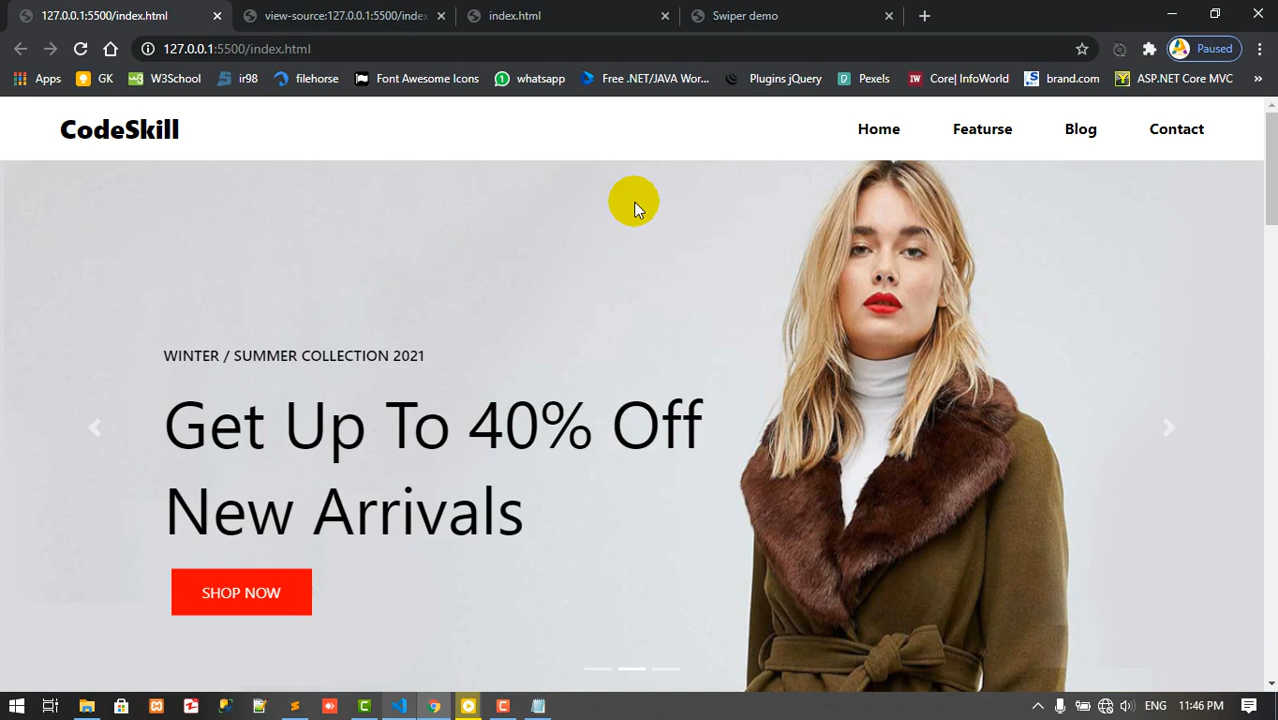 127.0.0.1:5500/index.html
view-source:127.0.0.1:5500/index
index.html
Swiper demo
127.0.0.1:5500/index.html
Paused
Apps
GK
W3School
ir98
filehorse
Font Awesome Icons
whatsapp
Free .NET/JAVA Wor...
Plugins jQuery
Pexels
Core| InfoWorld
brand.com
ASP.NET Core MVC
CodeSkill
Home
Featurse
Blog
Contact
WINTER / SUMMER COLLECTION 2021
Get Up To 40% Off
New Arrivals
SHOP NOW
ENG
11:46 PM